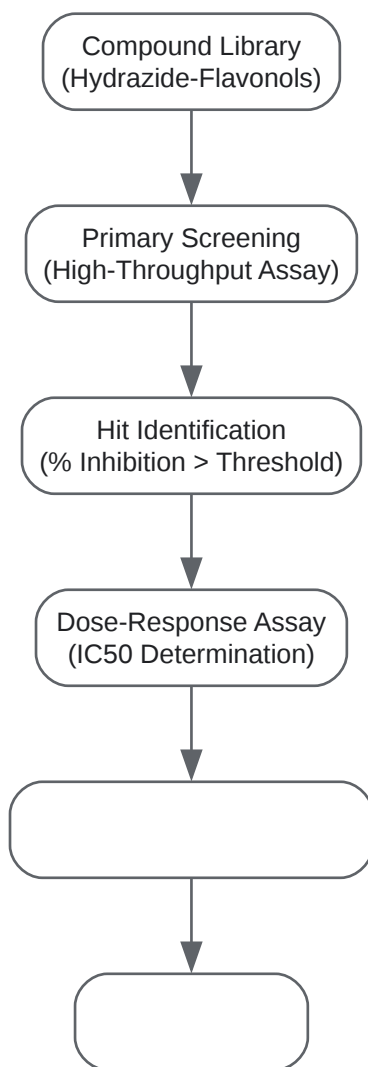 Compound Library
(Hydrazide-Flavonols)
Primary Screening
(High-Throughput Assay)
Hit Identification
(% Inhibition > Threshold)
Dose-Response Assay
(IC50 Determination)